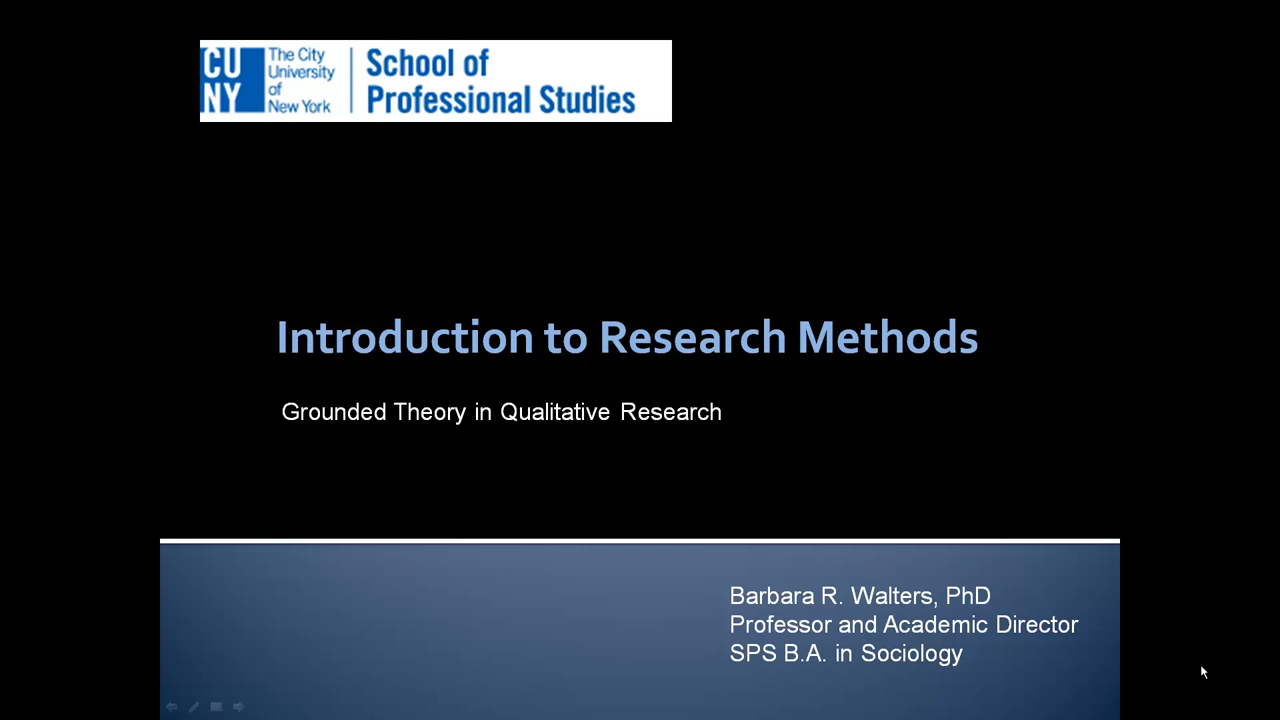 CU
NY
The City
University
of
New York
School of
Professional Studies
Introduction to Research Methods
Grounded Theory in Qualitative Research
Barbara R. Walters, PhD
Professor and Academic Director
SPS B.A. in Sociology